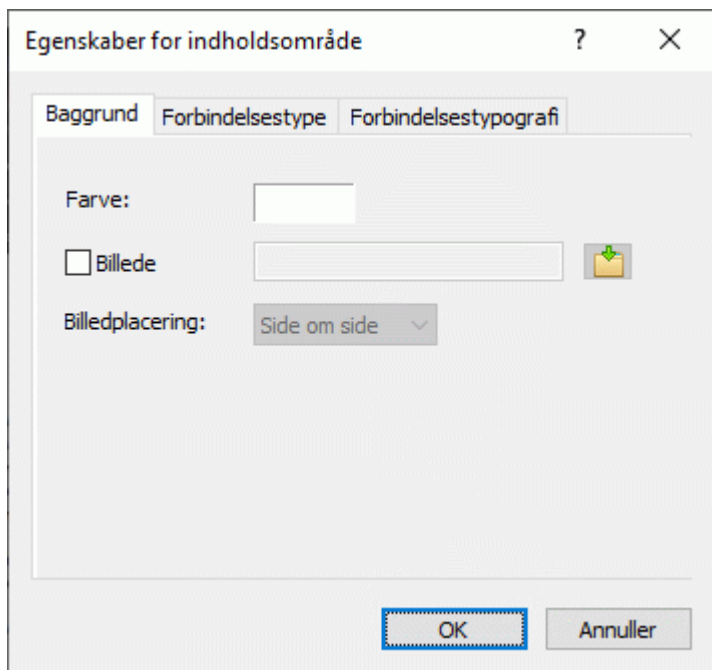 Egenskaber for indholdsområde ?
Baggrund Forbindelsestype Forbindelsestypografi
Farve:
Billede
Billedplacering: Side om side
OK Annuller